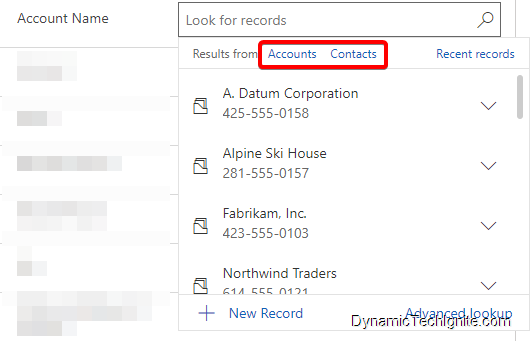 Account Name
Look for records
Results from Accounts Contacts Recent records
A. Datum Corporation
425-555-0158
Alpine Ski House
281-555-0157
Fabrikam, Inc.
423-555-0103
Northwind Traders
614-555-0121
New Record Advanced lookup
DynamicTechIgnite.com